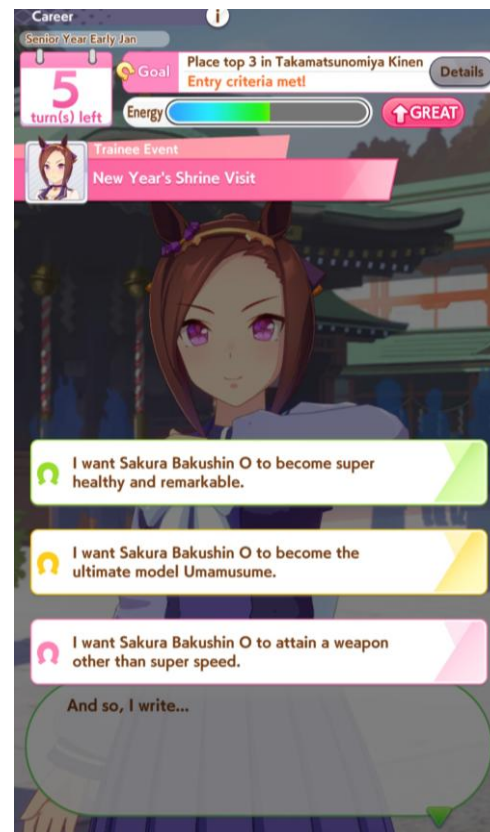 Career
i
Senior Year Early Jan
5
turn(s) left
Goal
Place top 3 in Takamatsunomiya Kinen
Entry criteria met!
Details
Energy
GREAT
Trainee Event
New Year's Shrine Visit
I want Sakura Bakushin O to become super
healthy and remarkable.
I want Sakura Bakushin O to become the
ultimate model Umamusume.
I want Sakura Bakushin O to attain a weapon
other than super speed.
And so, I write...